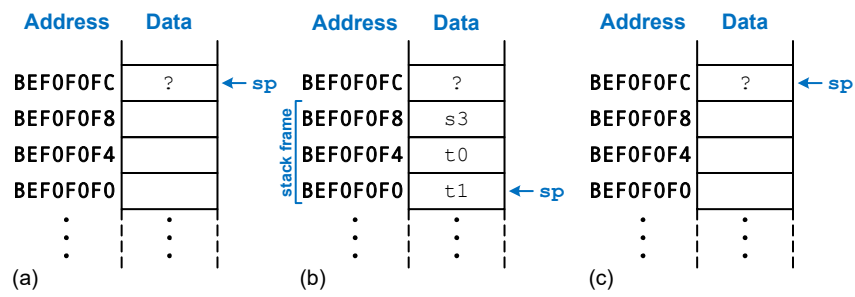 Address Data
BEF0F0FC ? sp
BEF0F0F8
BEF0F0F4
BEF0F0F0
(a)
Address Data
BEF0F0FC ?
stack frame
BEF0F0F8 s3
BEF0F0F4 t0
BEF0F0F0 t1 sp
(b)
Address Data
BEF0F0FC ? sp
BEF0F0F8
BEF0F0F4
BEF0F0F0
(c)